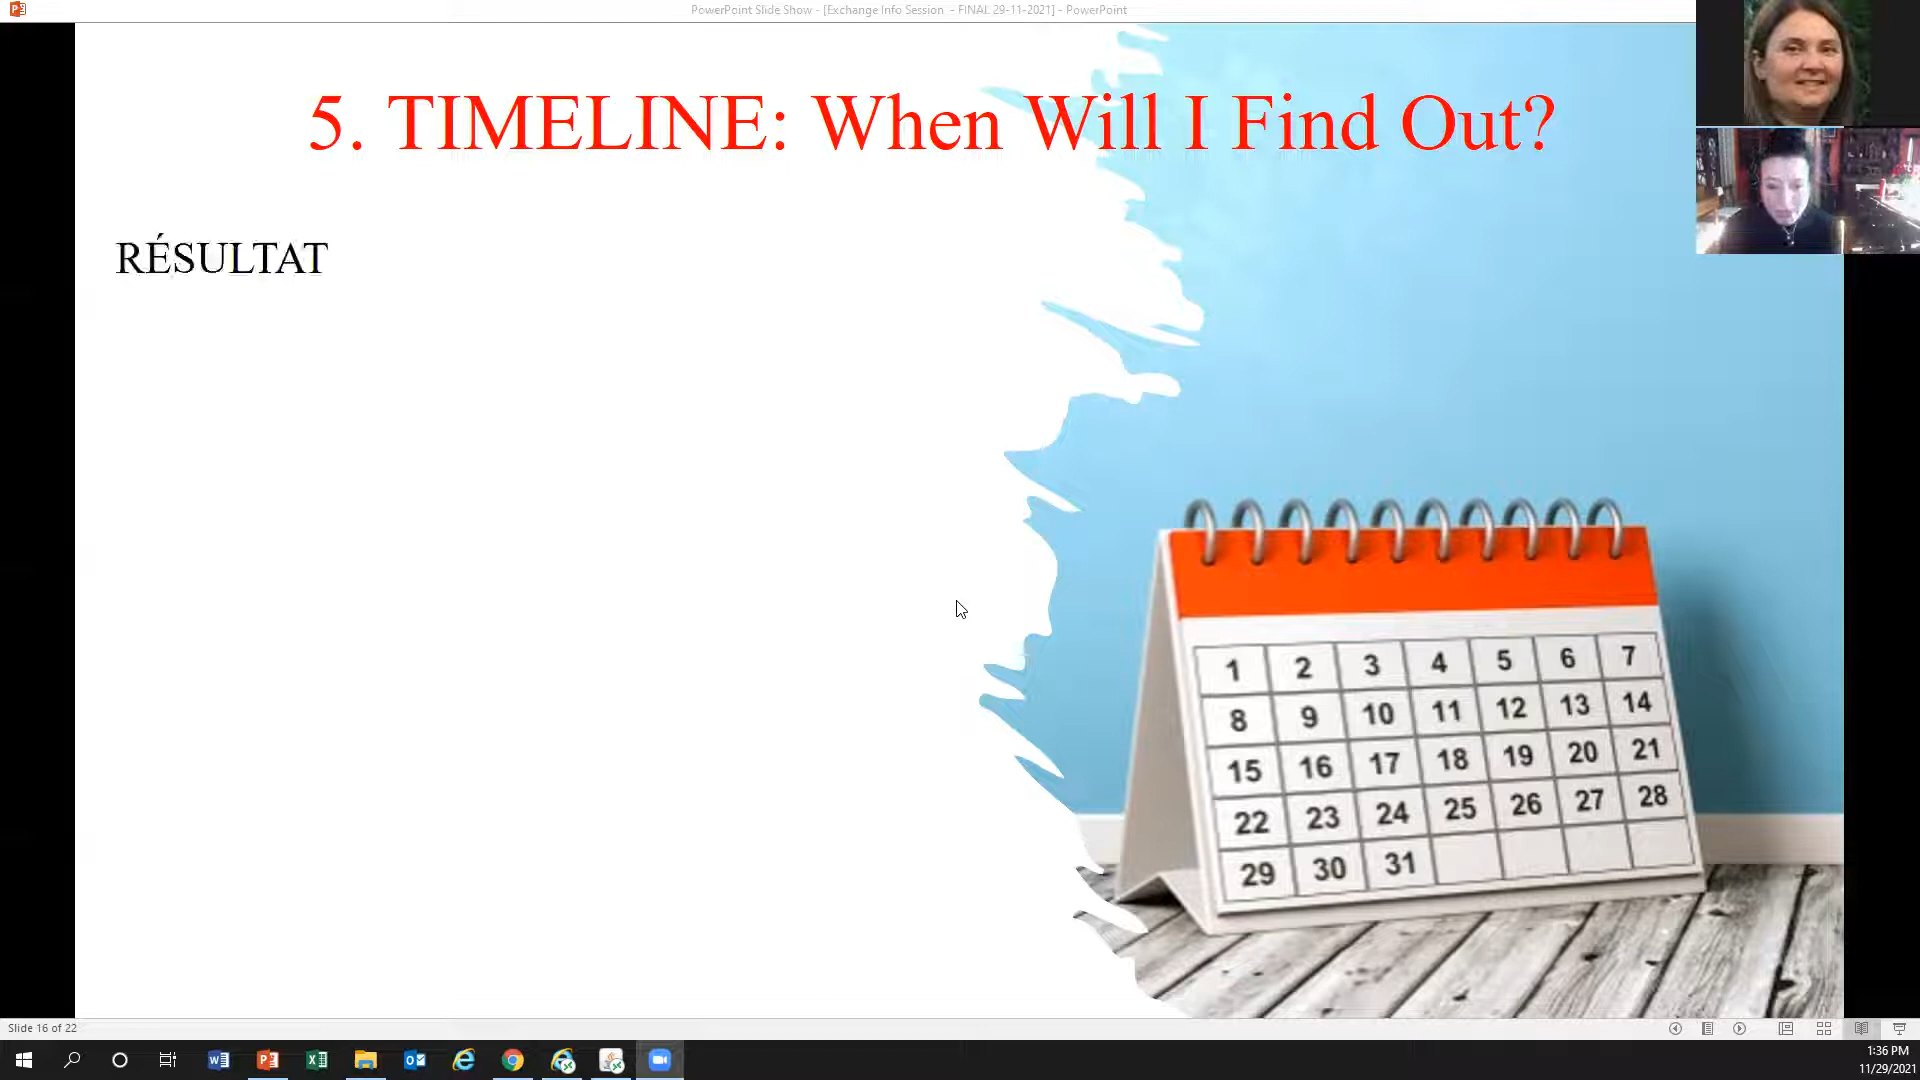 PowerPoint Slide Show - [Exchange Info Session - FINAL 29-11-2021] - PowerPoint
5. TIMELINE: When Will I Find Out?
RÉSULTAT
1 2 3 4 5 6 7
8 9 10 11 12 13 14
15 16 17 18 19 20 21
22 23 24 25 26 27 28
29 30 31
Slide 16 of 22
1:36 PM
11/29/2021